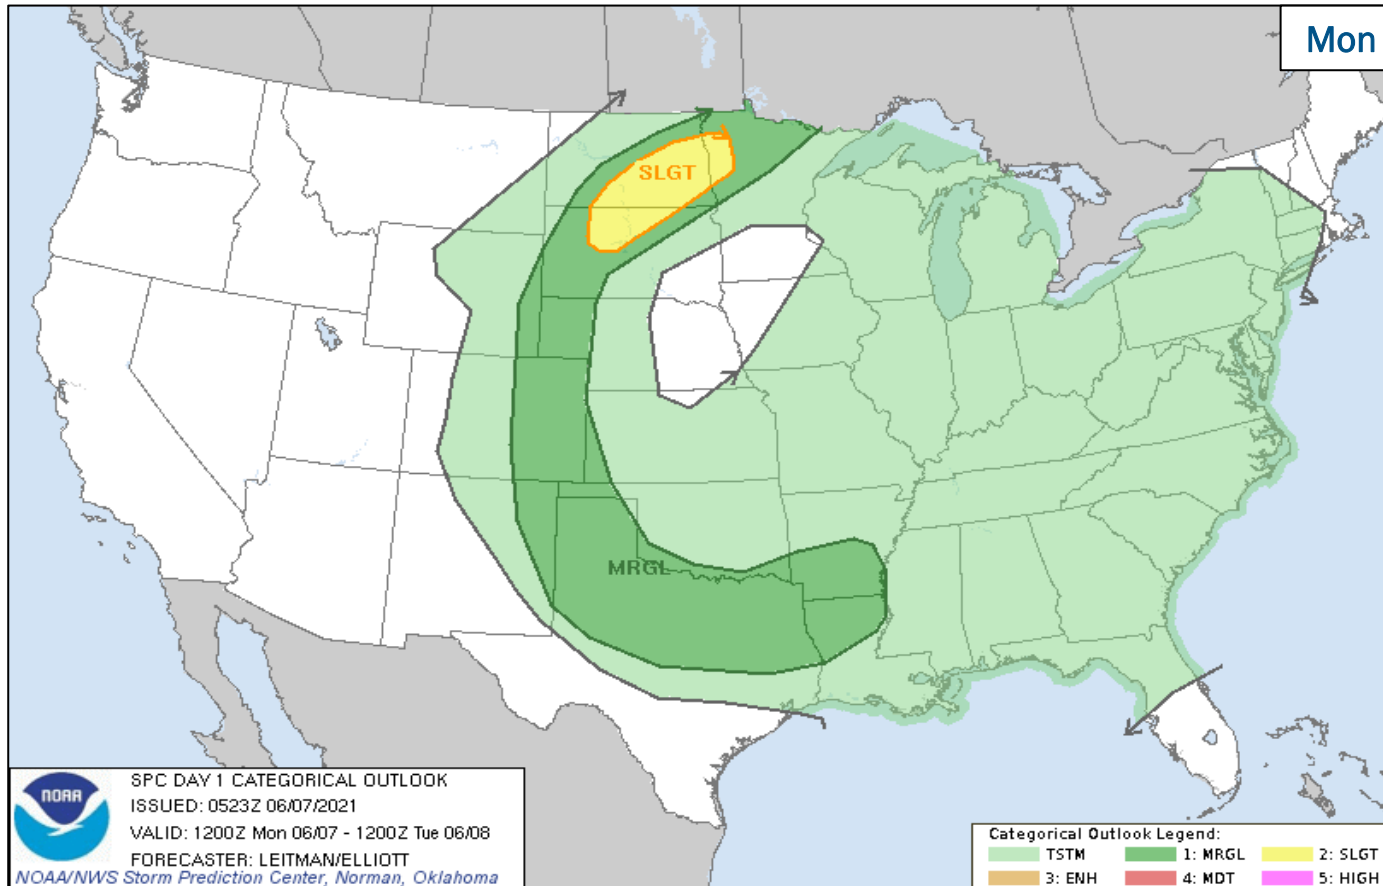 Mon
SLGT
MRGL
NOAA
SPC DAY 1 CATEGORICAL OUTLOOK
ISSUED: 0523Z 06/07/2021
VALID: 1200Z Mon 06/07 - 1200Z Tue 06/08
FORECASTER: LEITMAN/ELLIOTT
NOAA/NWS Storm Prediction Center, Norman, Oklahoma
Categorical Outlook Legend:
TSTM 1: MRGL 2: SLGT
3: ENH 4: MDT 5: HIGH